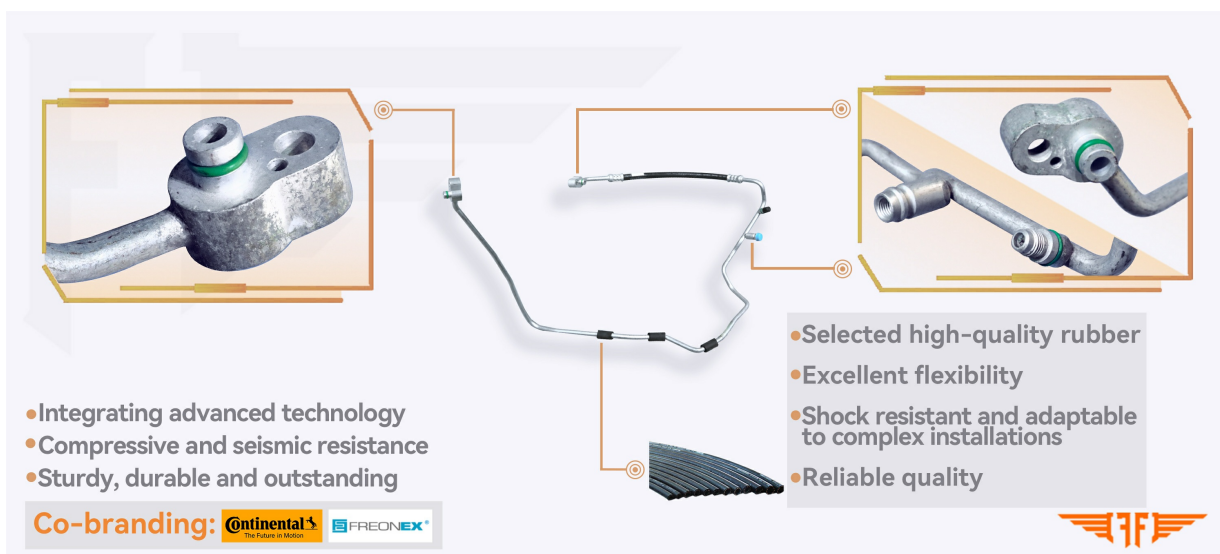 Integrating advanced technology
Compressive and seismic resistance
Sturdy, durable and outstanding
Co-branding:
Continental
The Future in Motion
FREONEX®
Selected high-quality rubber
Excellent flexibility
Shock resistant and adaptable
to complex installations
Reliable quality